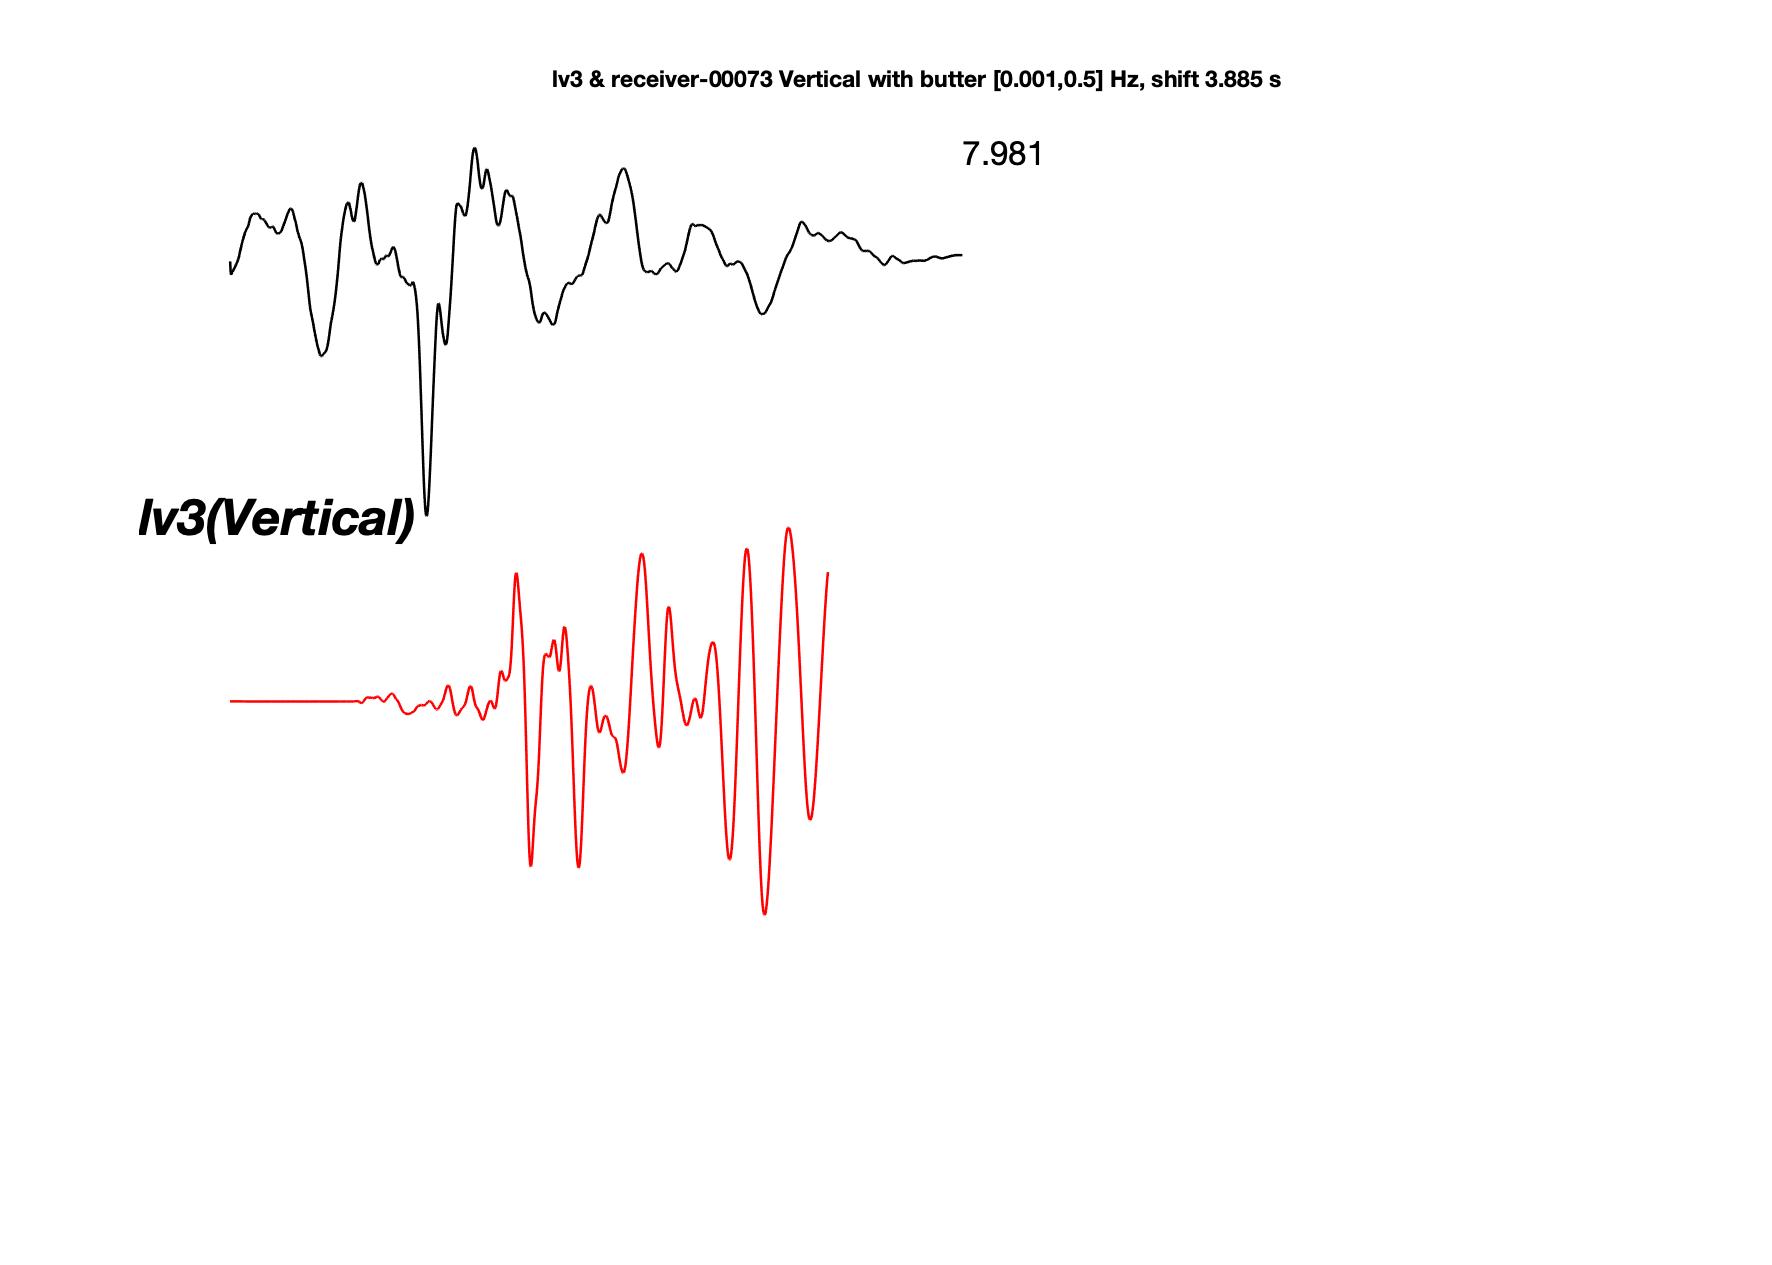 lv3 & receiver-00073 Vertical with butter [0.001,0.5] Hz, shift 3.885 s
7.981
lv3(Vertical)